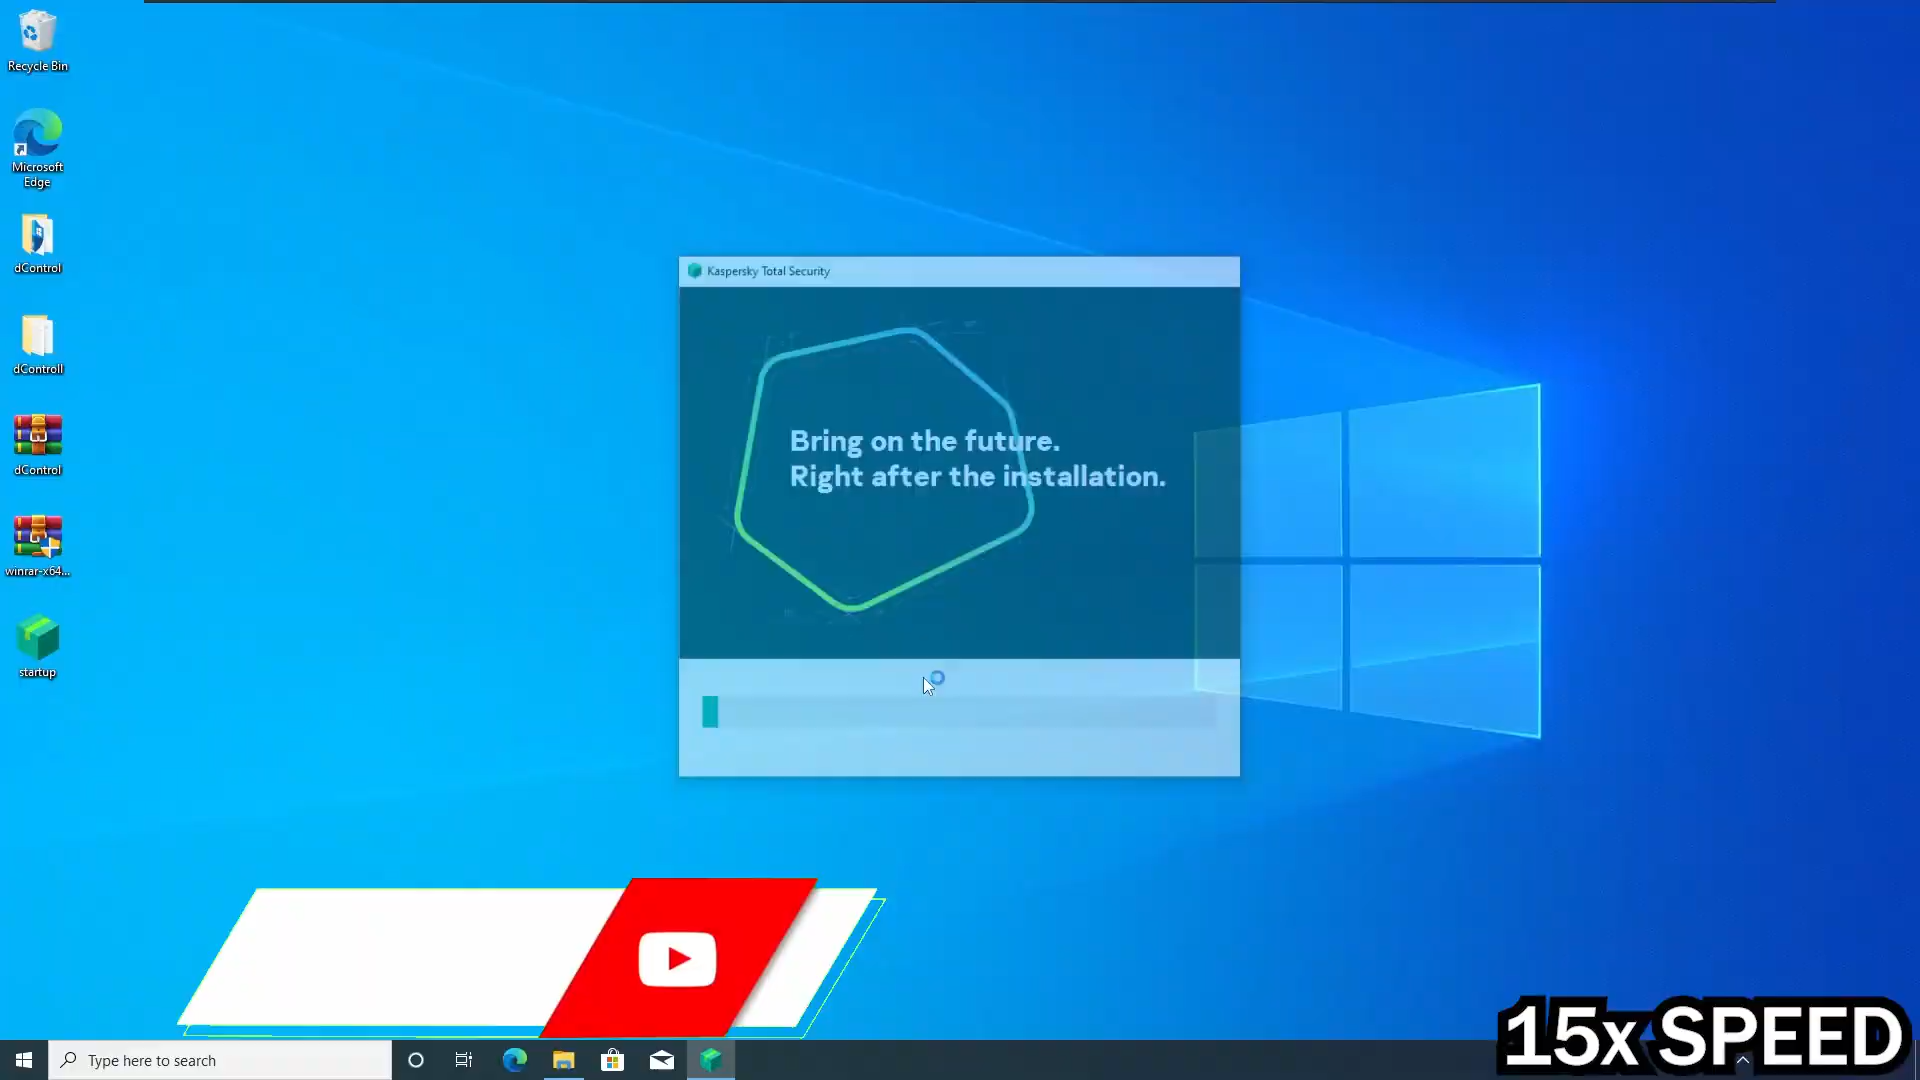 Recycle Bin
Microsoft
Edge
dControl
dControll
dControl
winrar-x64...
startup
Kaspersky Total Security
Bring on the future.
Right after the installation.
Type here to search
15x SPEED